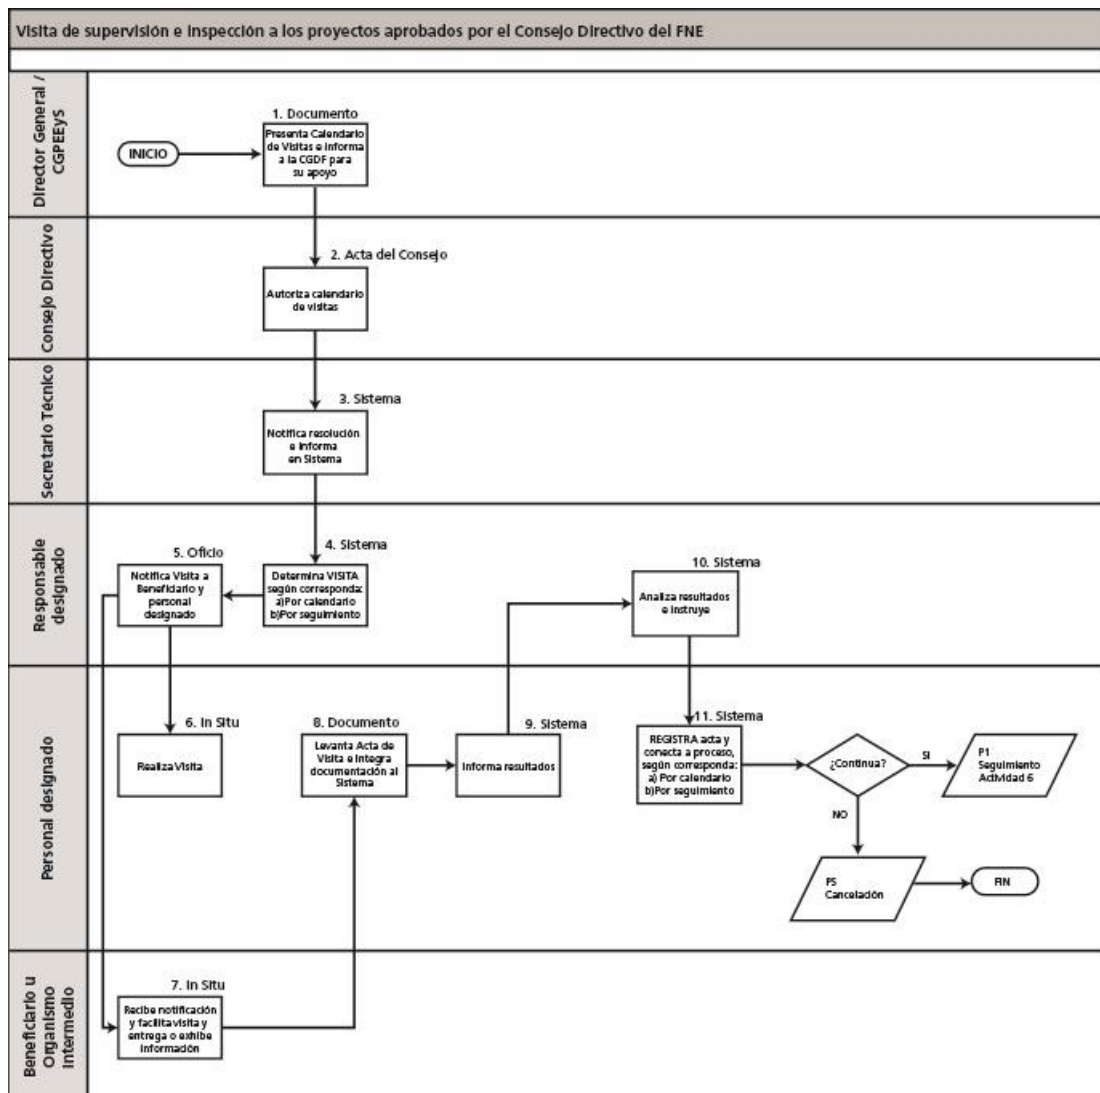 Visita de supervisión e inspección a los proyectos aprobados por el Consejo Directivo del FNE
Director General /
CGPEEyS
INICIO
1. Documento
Presenta Calendario
de Visitas e informa
a la CGDF para
su apoyo
Consejo Directivo
2. Acta del Consejo
Autoriza calendario
de visitas
Secretario Técnico
3. Sistema
Notifica resolución
e informa
en Sistema
Responsable
designado
4. Sistema
Determina VISITA
según corresponda:
a)Por calendario
b)Por seguimiento
5. Oficio
Notifica Visita a
Beneficiario y
personal
designado
10. Sistema
Analiza resultados
e instruye
Personal designado
6. In Situ
Realiza Visita
8. Documento
Levanta Acta de
Visita e integra
documentación al
Sistema
9. Sistema
Informa resultados
11. Sistema
REGISTRA acta y
conecta a proceso,
según corresponda:
a) Por calendario
b)Por seguimiento
¿Continua?
SI
P1
Seguimiento
Actividad 6
NO
P5
Cancelación
FIN
Beneficiario u
Organismo
Intermedio
7. In Situ
Recibe notificación
y facilita visita y
entrega o exhibe
información